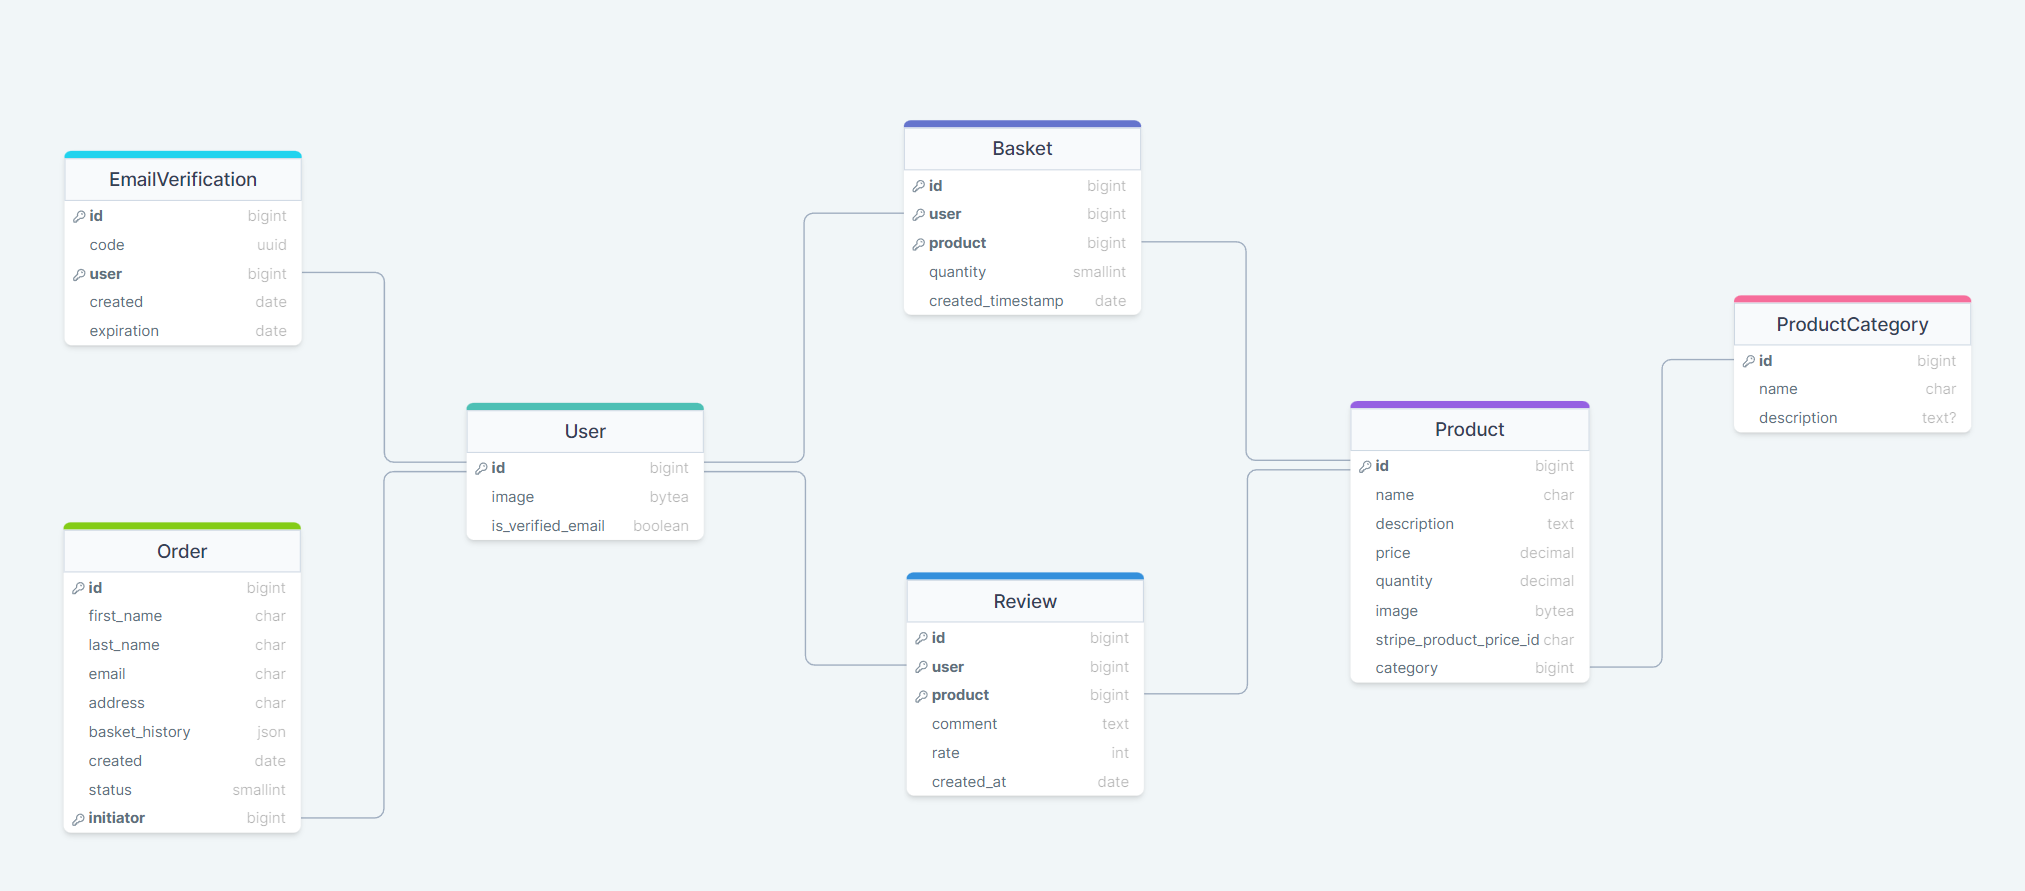 EmailVerification
id bigint
code uuid
user bigint
created date
expiration date
Order
id bigint
first_name char
last_name char
email char
address char
basket_history json
created date
status smallint
initiator bigint
User
id bigint
image bytea
is_verified_email boolean
Basket
id bigint
user bigint
product bigint
quantity smallint
created_timestamp date
Review
id bigint
user bigint
product bigint
comment text
rate int
created_at date
Product
id bigint
name char
description text
price decimal
quantity decimal
image bytea
stripe_product_price_id char
category bigint
ProductCategory
id bigint
name char
description text?